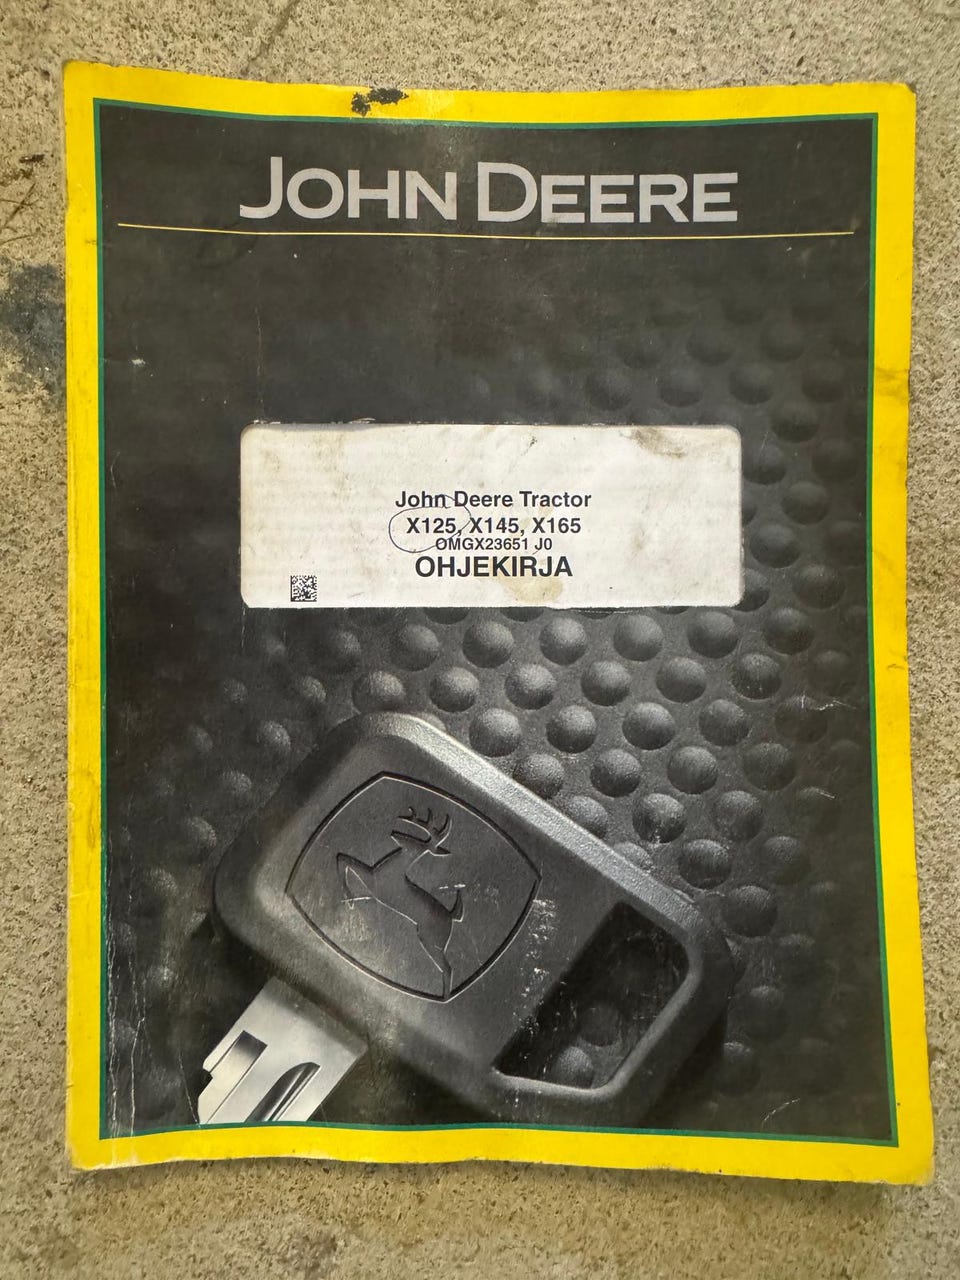 JOHN DEERE
John Deere Tractor
X125, X145, X165
OMGX23651 J0
OHJEKIRJA